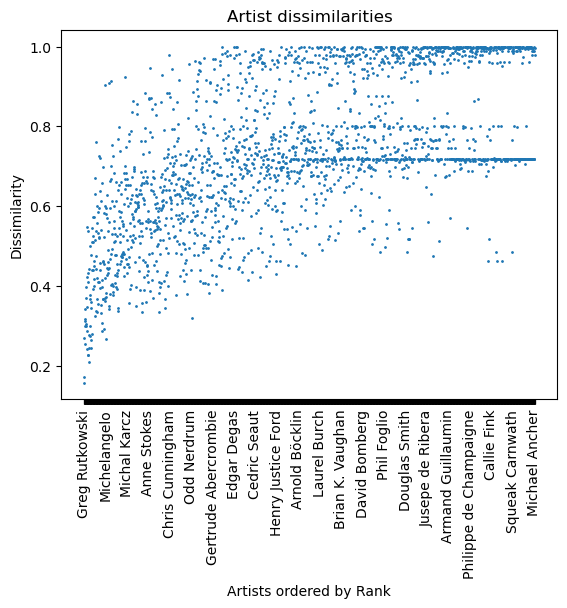 Artist dissimilarities
1.0
0.8
0.6
0.4
0.2
Dissimilarity
Greg Rutkowski
Michelangelo
Michal Karcz
Anne Stokes
Chris Cunningham
Odd Nerdrum
Gertrude Abercrombie
Edgar Degas
Cedric Seaut
Henry Justice Ford
Arnold Böcklin
Laurel Burch
Brian K. Vaughan
David Bomberg
Phil Foglio
Douglas Smith
Jusepe de Ribera
Armand Guillaumin
Philippe de Champaigne
Callie Fink
Squeak Carnwath
Michael Ancher
Artists ordered by Rank